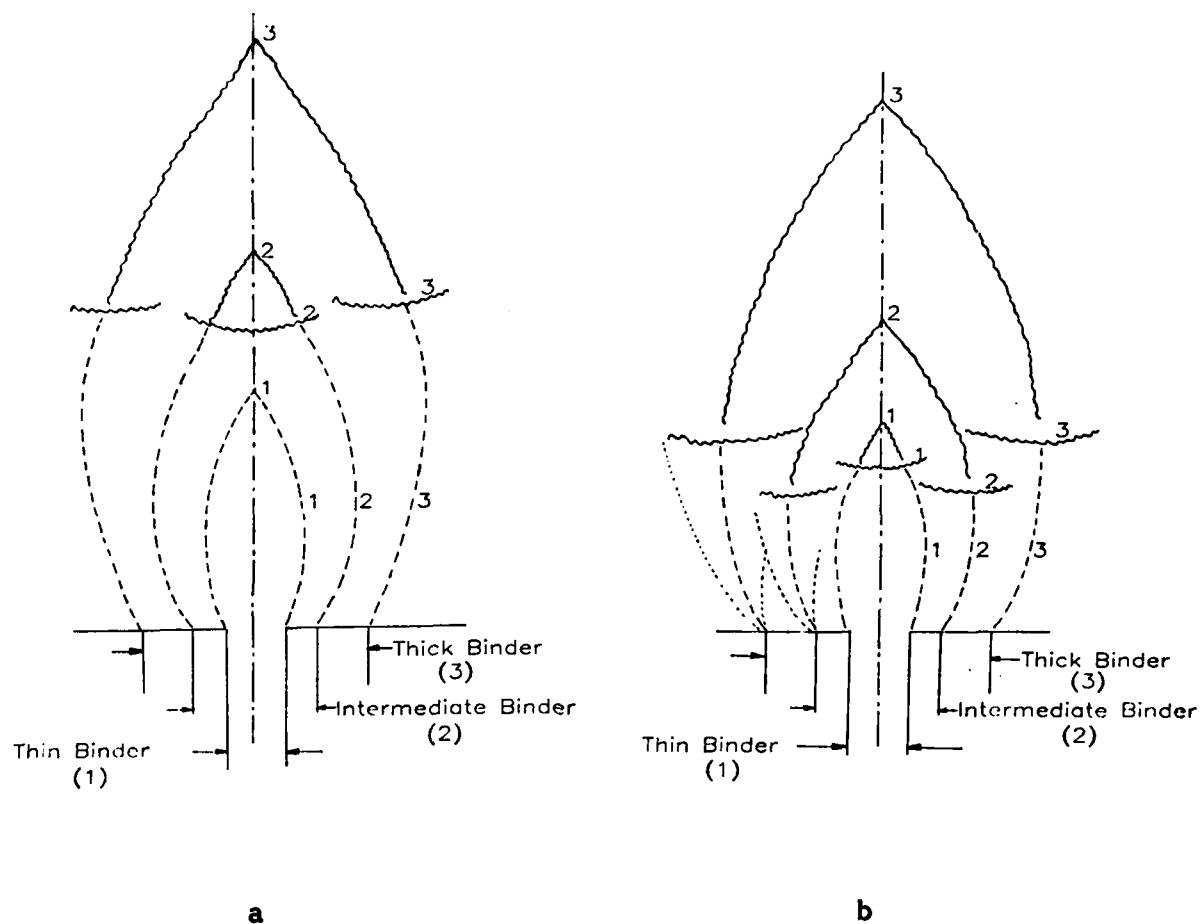 3
2
3
2
1
1
2
3
Thick Binder
(3)
Intermediate Binder
(2)
Thin Binder
(1)
a
3
2
1
1
3
2
1
2
3
Thick Binder
(3)
Intermediate Binder
(2)
Thin Binder
(1)
b